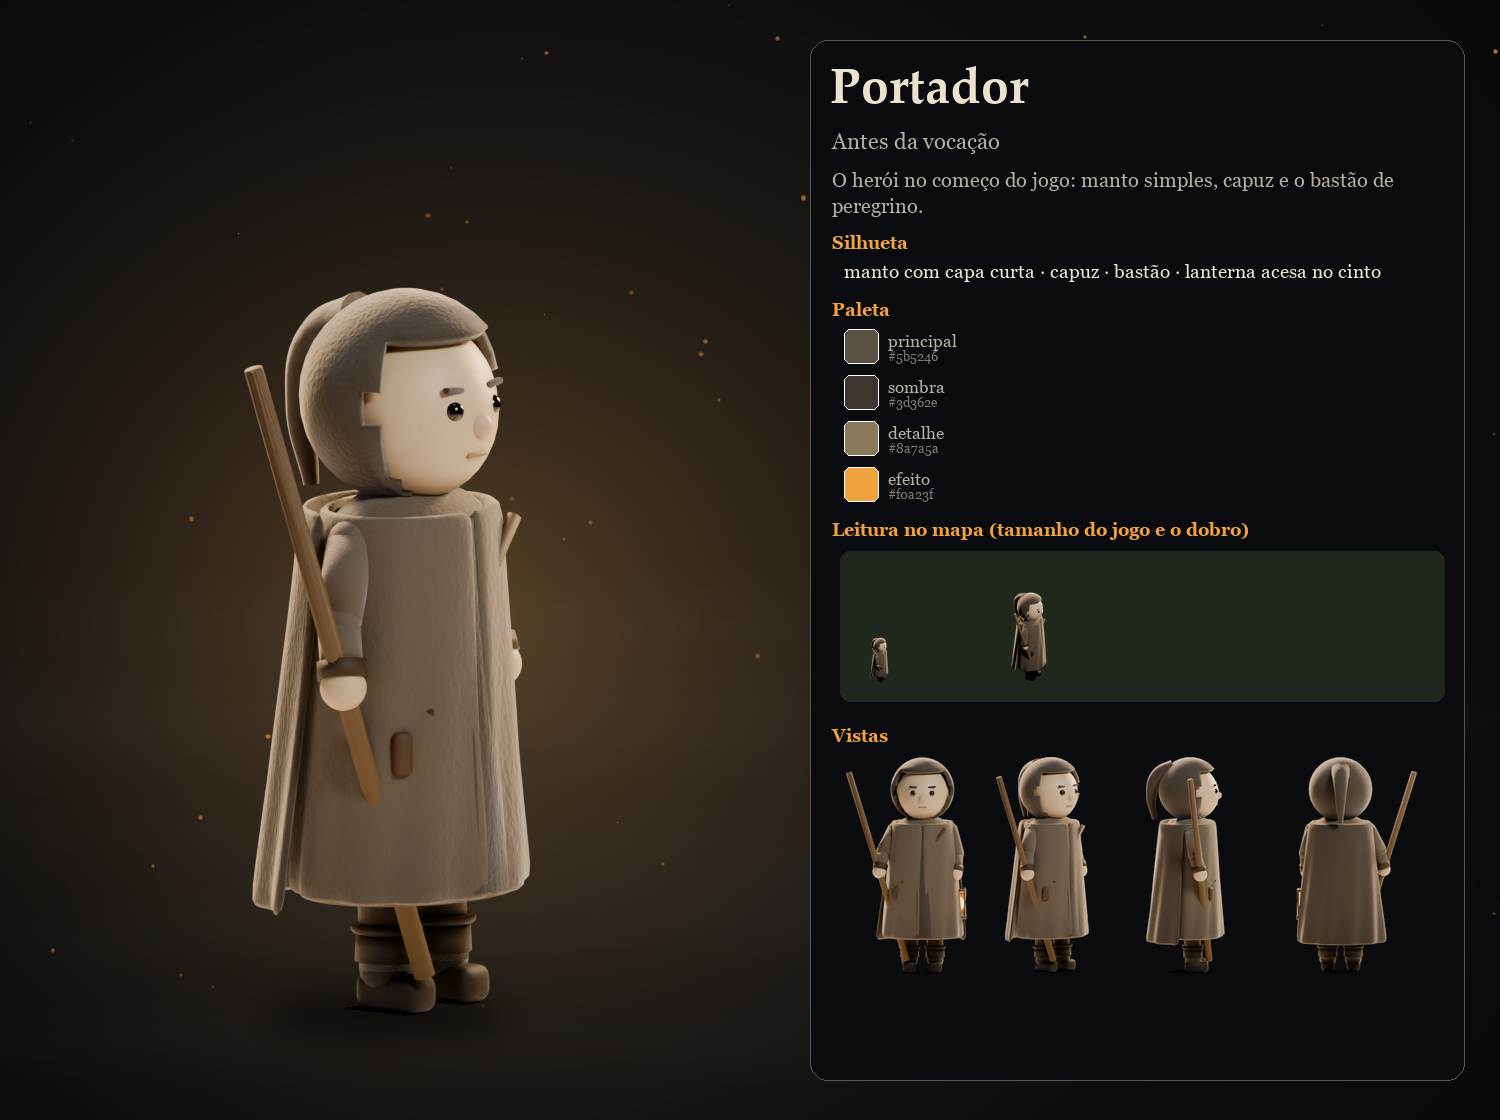 Portador
Antes da vocação
O herói no começo do jogo: manto simples, capuz e o bastão de
peregrino.
Silhueta
manto com capa curta · capuz · bastão · lanterna acesa no cinto
Paleta
principal
#5b5246
sombra
#3d362e
detalhe
#8a7a5a
efeito
#f0a23f
Leitura no mapa (tamanho do jogo e o dobro)
Vistas